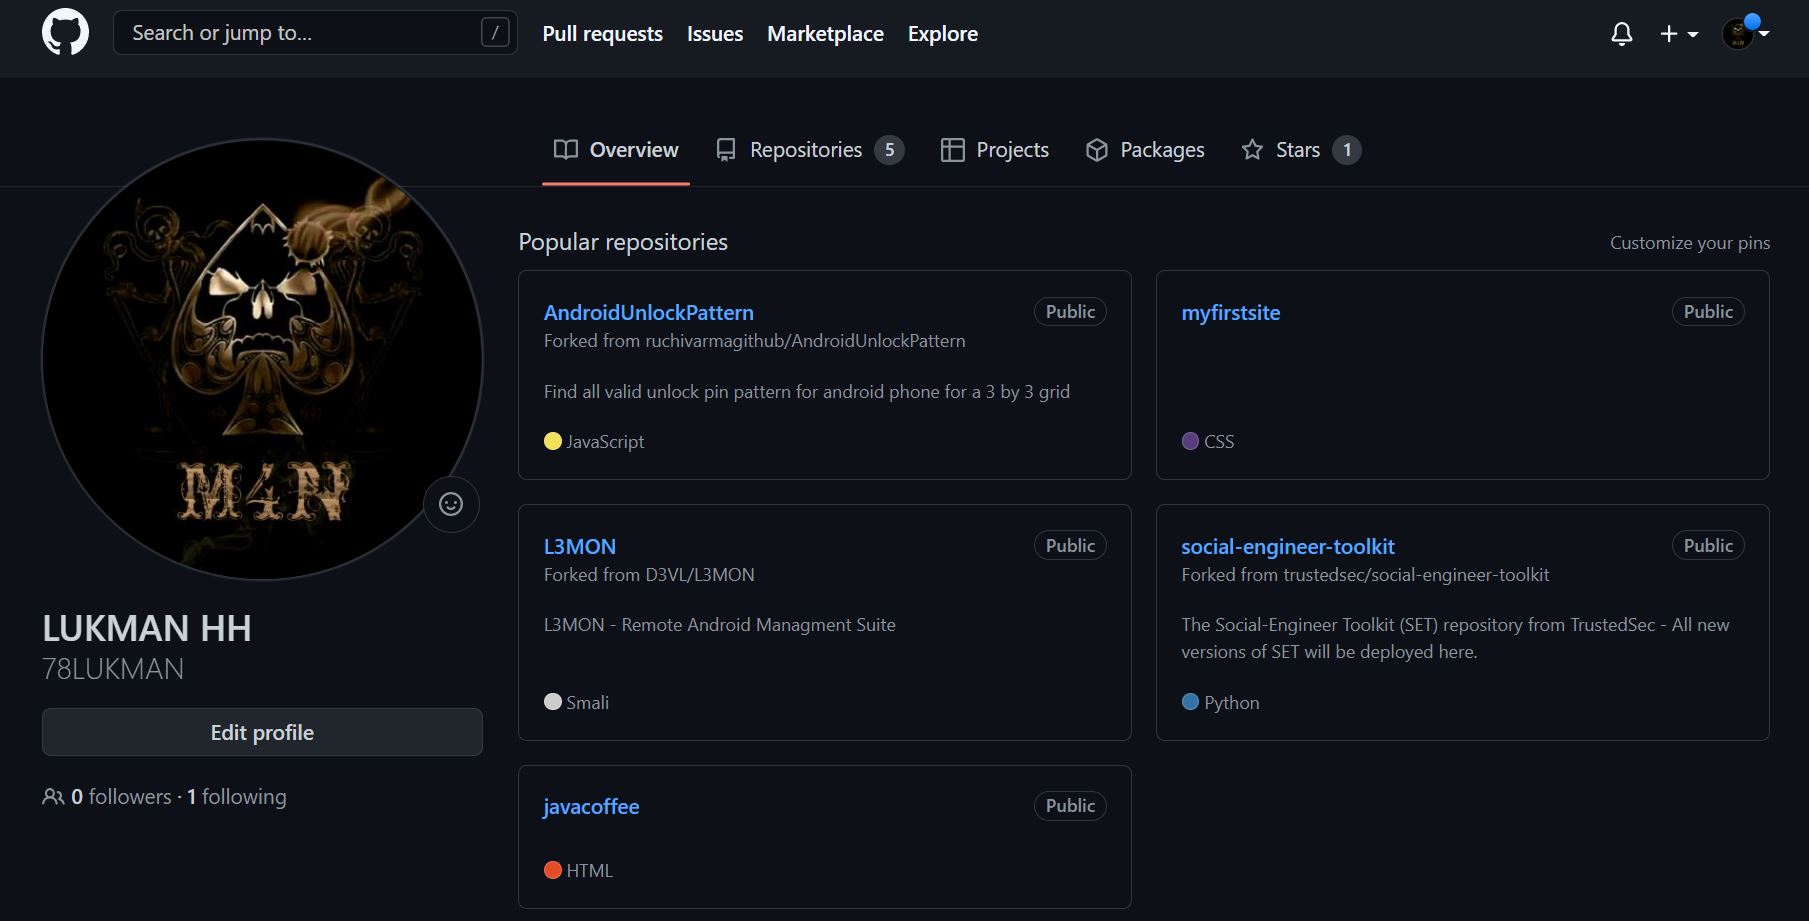 Search or jump to...
/
Pull requests
Issues
Marketplace
Explore
Overview
Repositories 5
Projects
Packages
Stars 1
M4N
LUKMAN HH
78LUKMAN
Edit profile
0 followers · 1 following
Popular repositories
Customize your pins
AndroidUnlockPattern
Public
Forked from ruchivarmagithub/AndroidUnlockPattern
Find all valid unlock pin pattern for android phone for a 3 by 3 grid
JavaScript
myfirstsite
Public
CSS
L3MON
Public
Forked from D3VL/L3MON
L3MON - Remote Android Managment Suite
Smali
social-engineer-toolkit
Public
Forked from trustedsec/social-engineer-toolkit
The Social-Engineer Toolkit (SET) repository from TrustedSec - All new
versions of SET will be deployed here.
Python
javacoffee
Public
HTML